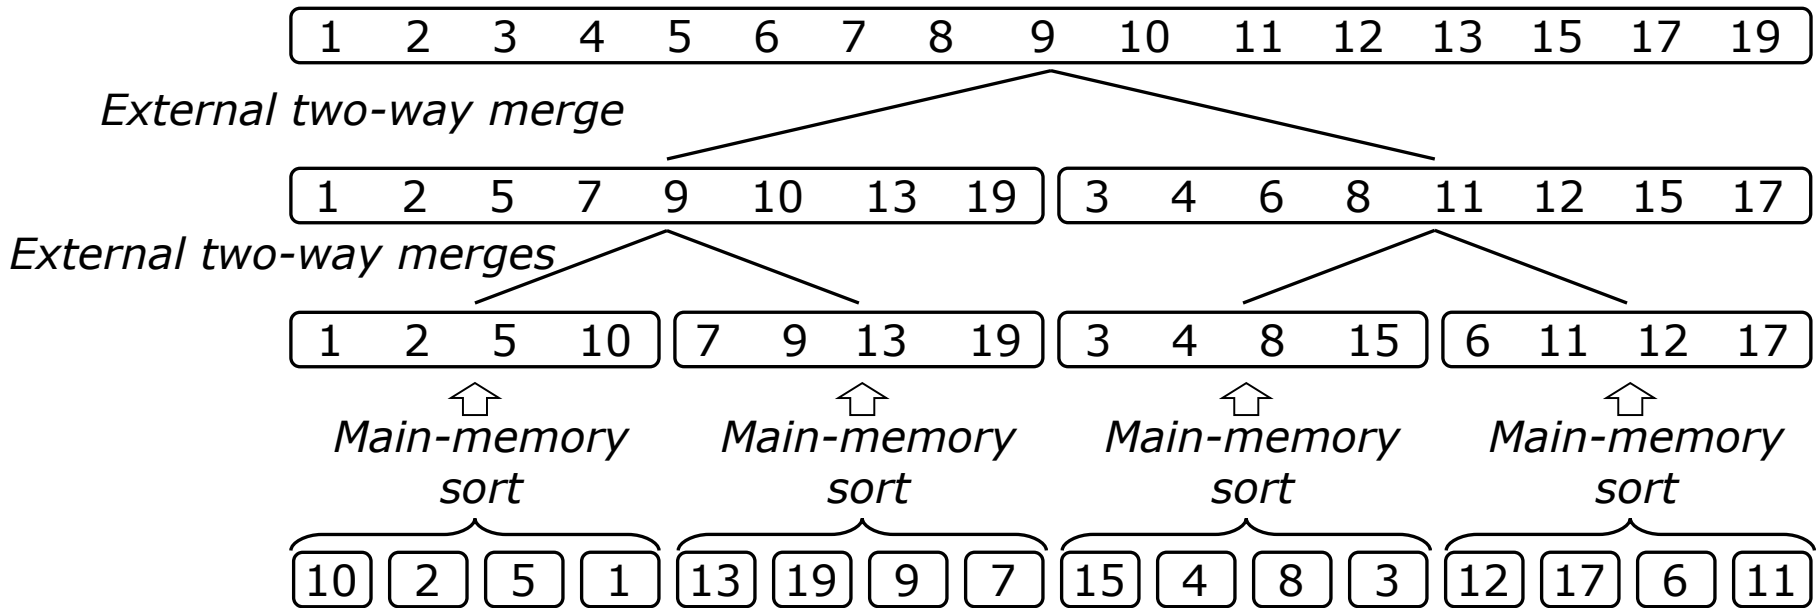 1 2 3 4 5 6 7 8 9 10 11 12 13 15 17 19
External two-way merge
1 2 5 7 9 10 13 19 3 4 6 8 11 12 15 17
External two-way merges
1 2 5 10 7 9 13 19 3 4 8 15 6 11 12 17
Main-memory Main-memory Main-memory Main-memory
sort sort sort sort
10 2 5 1 13 19 9 7 15 4 8 3 12 17 6 11